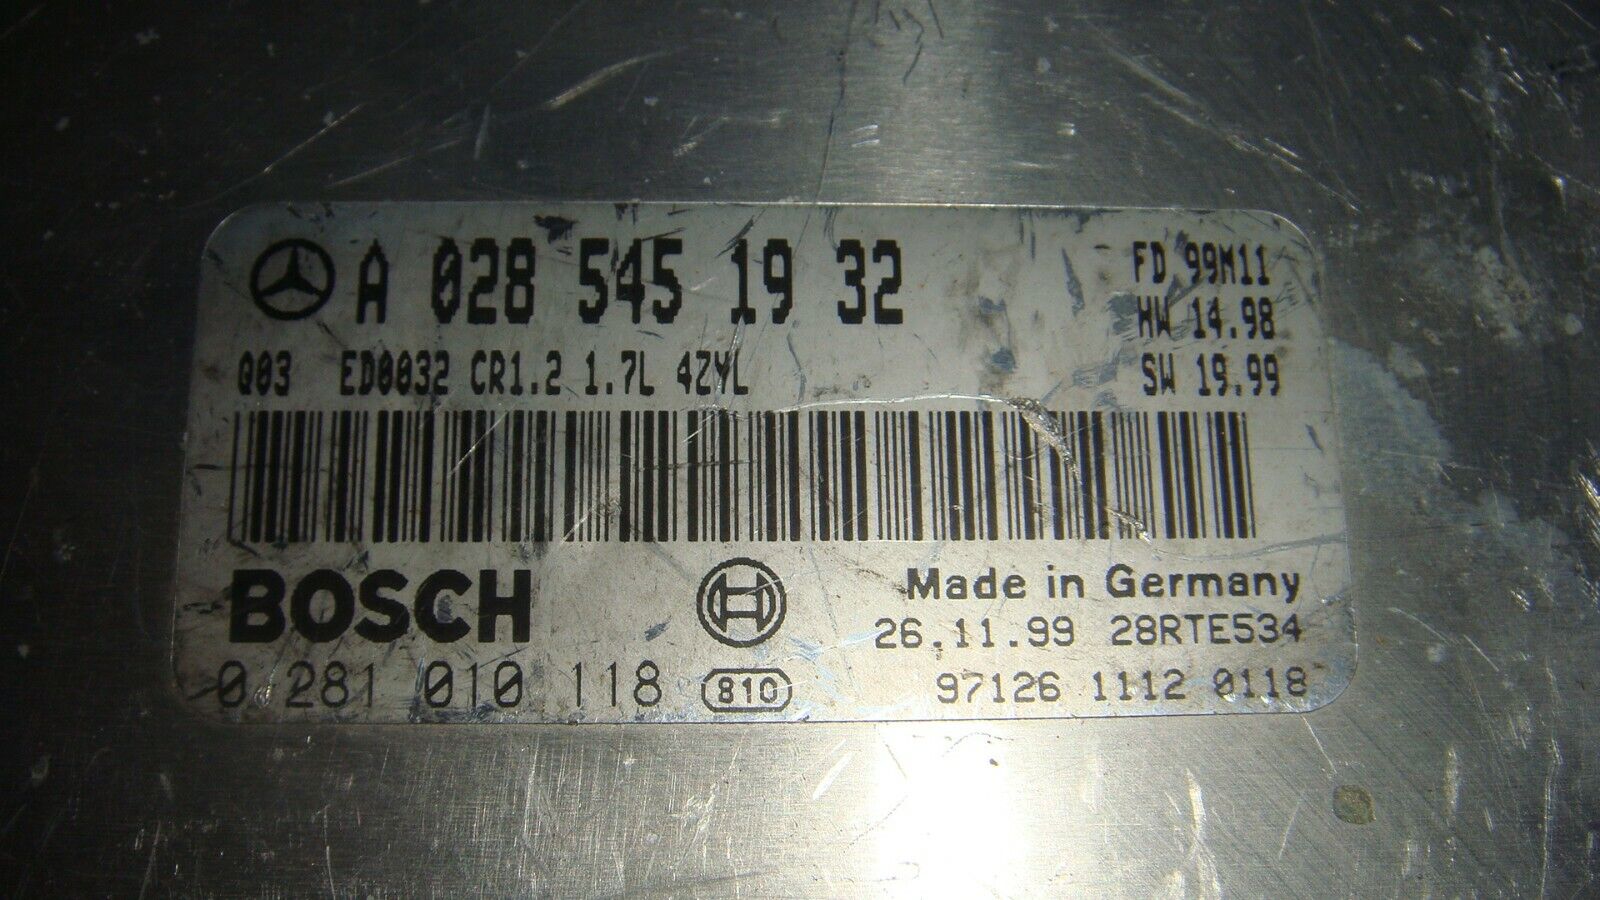 A 028 545 19 32
FD 99M11
HW 14.98
Q03 ED0032 CR1.2 1.7L 4ZYL
SW 19.99
BOSCH
Made in Germany
26.11.99 28RTE534
0 281 010 118 810
97126 1112 0118